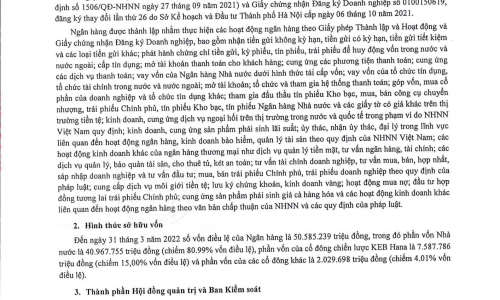 định số 1506/QĐ-NHNN ngày 27 tháng 09 năm 2021) và Giấy chứng nhận Đăng ký Doanh nghiệp số 0100150619,
đăng ký thay đổi lần thứ 26 do Sở Kế hoạch và Đầu tư Thành phố Hà Nội cấp ngày 06 tháng 10 năm 2021.
Ngân hàng được thành lập nhằm thực hiện các hoạt động ngân hàng theo Giấy phép Thành lập và Hoạt động và
Giấy chứng nhận Đăng ký Doanh nghiệp, bao gồm nhận tiền gửi không kỳ hạn, tiền gửi có kỳ hạn, tiền gửi tiết kiệm
và các loại tiền gửi khác; phát hành chứng chỉ tiền gửi, kỳ phiếu, tín phiếu, trái phiếu để huy động vốn trong nước và
nước ngoài; cấp tín dụng; mở tài khoản thanh toán cho khách hàng; cung ứng các phương tiện thanh toán; cung ứng
các dịch vụ thanh toán; vay vốn của Ngân hàng Nhà nước dưới hình thức tái cấp vốn; vay vốn của tổ chức tín dụng,
tổ chức tài chính trong nước và nước ngoài; mở tài khoản; tổ chức và tham gia hệ thống thanh toán; góp vốn, mua cổ
phần của doanh nghiệp và tổ chức tín dụng khác; tham gia đấu thầu tín phiếu Kho bạc, mua, bán công cụ chuyển
nhượng, trái phiếu Chính phủ, tín phiếu Kho bạc, tín phiếu Ngân hàng Nhà nước và các giấy tờ có giá khác trên thị
trường tiền tệ; kinh doanh, cung ứng dịch vụ ngoại hối trên thị trường trong nước và quốc tế trong phạm vi do NHNN
Việt Nam quy định; kinh doanh, cung ứng sản phẩm phái sinh lãi suất; ủy thác, nhận ủy thác, đại lý trong lĩnh vực
liên quan đến hoạt động ngân hàng, kinh doanh bảo hiểm, quản lý tài sản theo quy định của NHNN Việt Nam; các
hoạt động kinh doanh khác của ngân hàng thương mại như dịch vụ quản lý tiền mặt, tư vấn ngân hàng, tài chính; các
dịch vụ quản lý, bảo quản tài sản, cho thuê tủ, két an toàn; tư vấn tài chính doanh nghiệp, tư vấn mua, bán, hợp nhất,
sáp nhập doanh nghiệp và tư vấn đầu tư; mua, bán trái phiếu Chính phủ, trái phiếu doanh nghiệp theo quy định của
pháp luật; cung cấp dịch vụ môi giới tiền tệ; lưu ký chứng khoán, kinh doanh vàng; hoạt động mua nợ; đầu tư hợp
đồng tương lai trái phiếu Chính phủ; cung ứng sản phẩm phái sinh giá cả hàng hóa và các hoạt động kinh doanh khác
liên quan đến hoạt động ngân hàng theo văn bản chấp thuận của NHNN và các quy định của pháp luật.
2. Hình thức sở hữu vốn
Đến ngày 31 tháng 3 năm 2022 số vốn điều lệ của Ngân hàng là 50.585.239 triệu đồng, trong đó phần vốn Nhà
nước là 40.967.755 triệu đồng (chiếm 80.99% vốn điều lệ), phần vốn của cổ đông chiến lược KEB Hana là 7.587.786
triệu đồng (chiếm 15,00% vốn điều lệ) và phần vốn của các cổ đông khác là 2.029.698 triệu đồng (chiếm 4.01% vốn
điều lệ).
3. Thành phần Hội đồng quản trị và Ban Kiểm soát